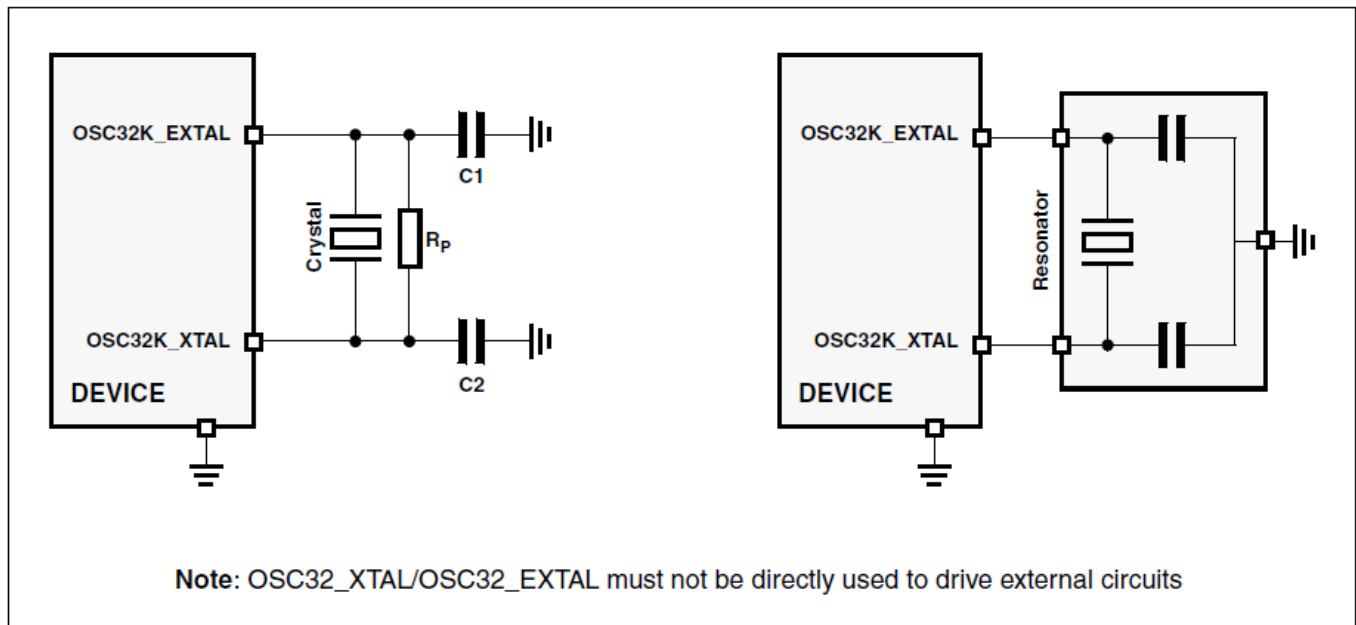 OSC32K_EXTAL
C1
Crystal
RP
OSC32K_XTAL
C2
DEVICE
OSC32K_EXTAL
Resonator
OSC32K_XTAL
DEVICE
Note: OSC32_XTAL/OSC32_EXTAL must not be directly used to drive external circuits